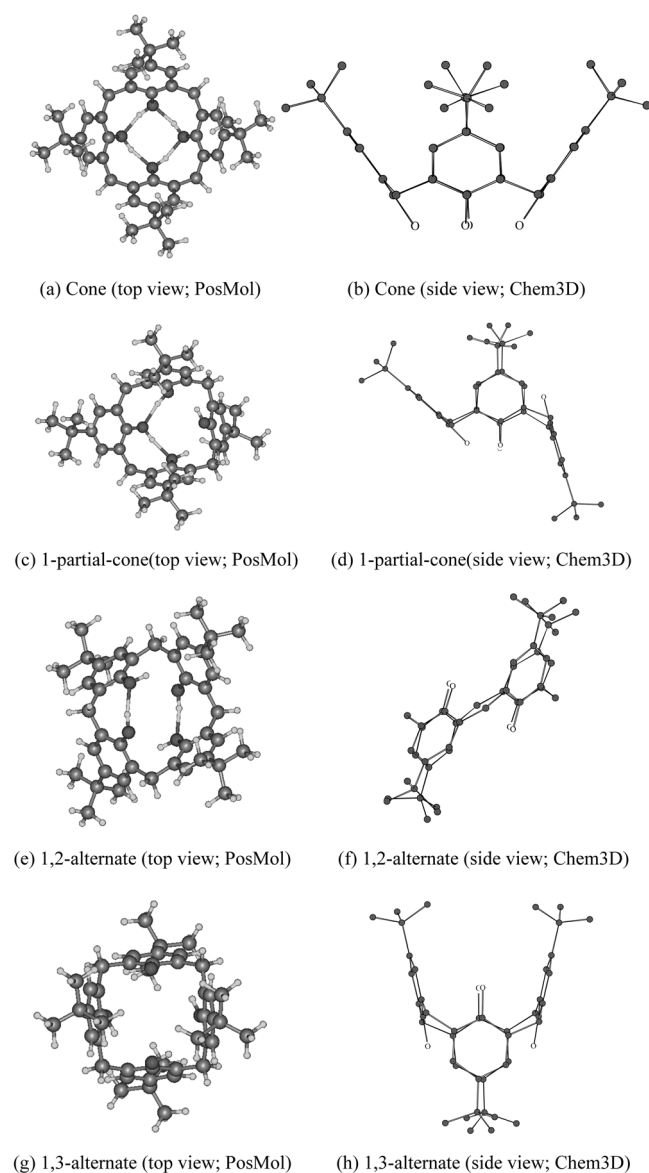 O
O
O
(a) Cone (top view; PosMol)
(b) Cone (side view; Chem3D)
O
O
(c) 1-partial-cone(top view; PosMol)
(d) 1-partial-cone(side view; Chem3D)
(e) 1,2-alternate (top view; PosMol)
(f) 1,2-alternate (side view; Chem3D)
O
O
(g) 1,3-alternate (top view; PosMol)
(h) 1,3-alternate (side view; Chem3D)